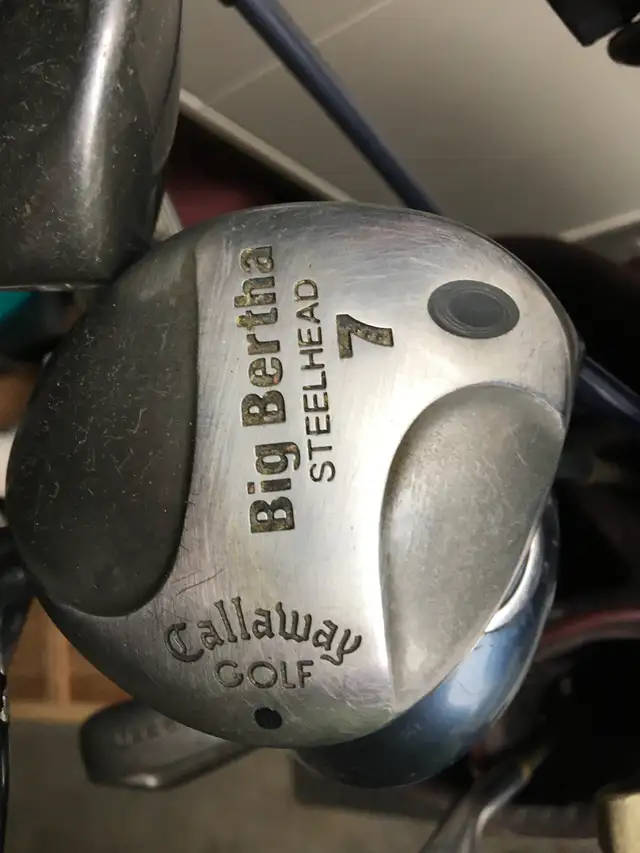 Big Bertha
STEELHEAD
7
Callaway
GOLF